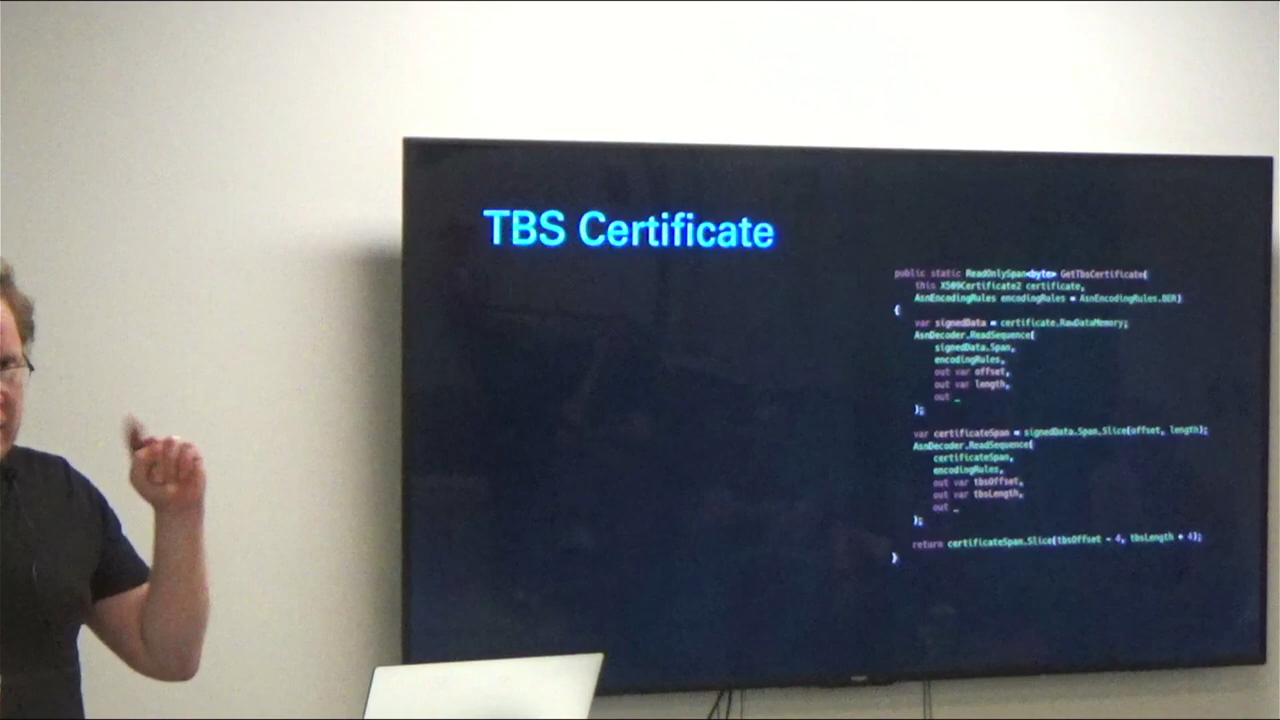 TBS Certificate
public static ReadOnlySpan<byte> GetTbsCertificate(
this X509Certificate2 certificate,
AsnEncodingRules encodingRules = AsnEncodingRules.DER)
{
var signedData = certificate.RawDataMemory;
AsnDecoder.ReadSequence(
signedData.Span,
encodingRules,
out var offset,
out var length,
out _
);
var certificateSpan = signedData.Span.Slice(offset, length);
AsnDecoder.ReadSequence(
certificateSpan,
encodingRules,
out var tbsOffset,
out var tbsLength,
out _
);
return certificateSpan.Slice(tbsOffset - 4, tbsLength + 4);
}